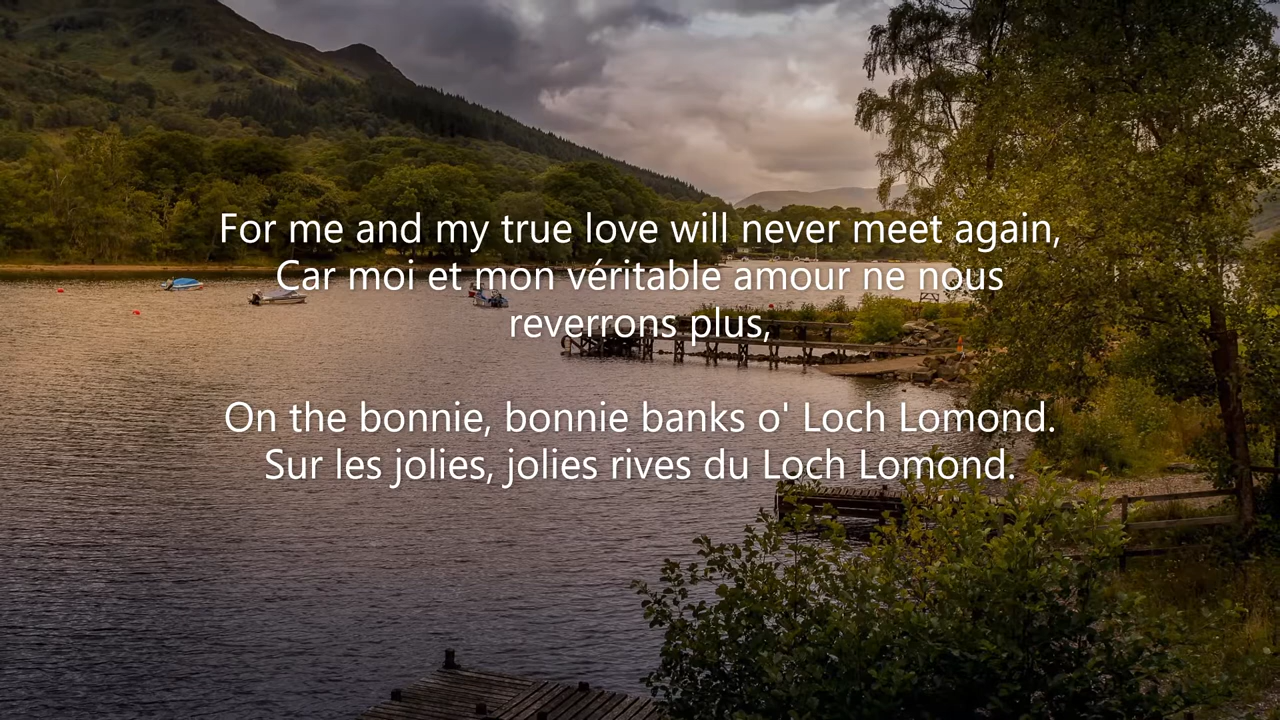 For me and my true love will never meet again,
Car moi et mon véritable amour ne nous
reverrons plus,
On the bonnie, bonnie banks o' Loch Lomond.
Sur les jolies, jolies rives du Loch Lomond.